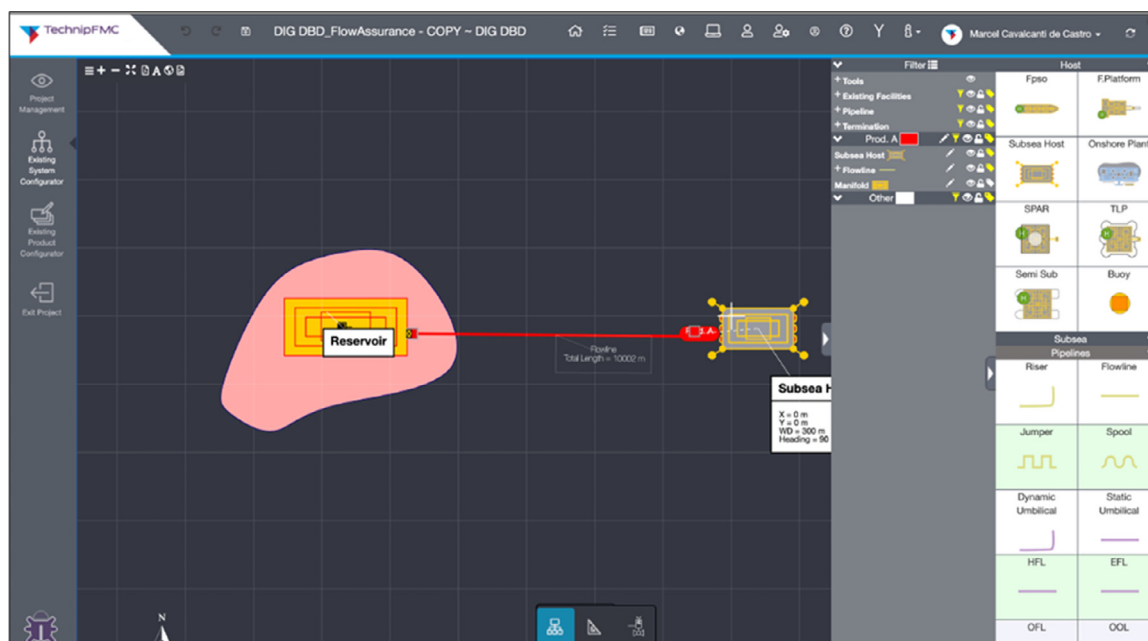 TechnipFMC
DIG DBD_FlowAssurance - COPY ~ DIG DBD
Marcel Cavalcanti de Castro
Project
Management
Existing
System
Configurator
Existing
Product
Configurator
Exit Project
Reservoir
Flowline
Total Length = 10002 m
Subsea H
X = 0 m
Y = 0 m
WD = 300 m
Heading = 90
N
Filter
+ Tools
+ Existing Facilities
+ Pipeline
+ Termination
Prod. A
Subsea Host
+ Flowline
Manifold
Other
Host
Fpso
F.Platform
Subsea Host
Onshore Plant
SPAR
TLP
Semi Sub
Buoy
Subsea
Pipelines
Riser
Flowline
Jumper
Spool
Dynamic
Umbilical
Static
Umbilical
HFL
EFL
OFL
OOL